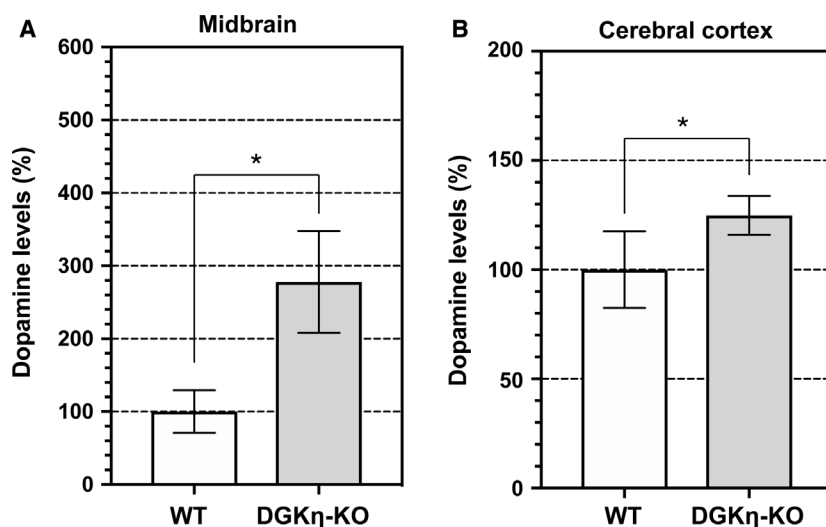 A
Midbrain
Dopamine levels (%)
600
500
400
300
200
100
0
*
WT
DGKη-KO
B
Cerebral cortex
Dopamine levels (%)
200
150
100
50
0
*
WT
DGKη-KO